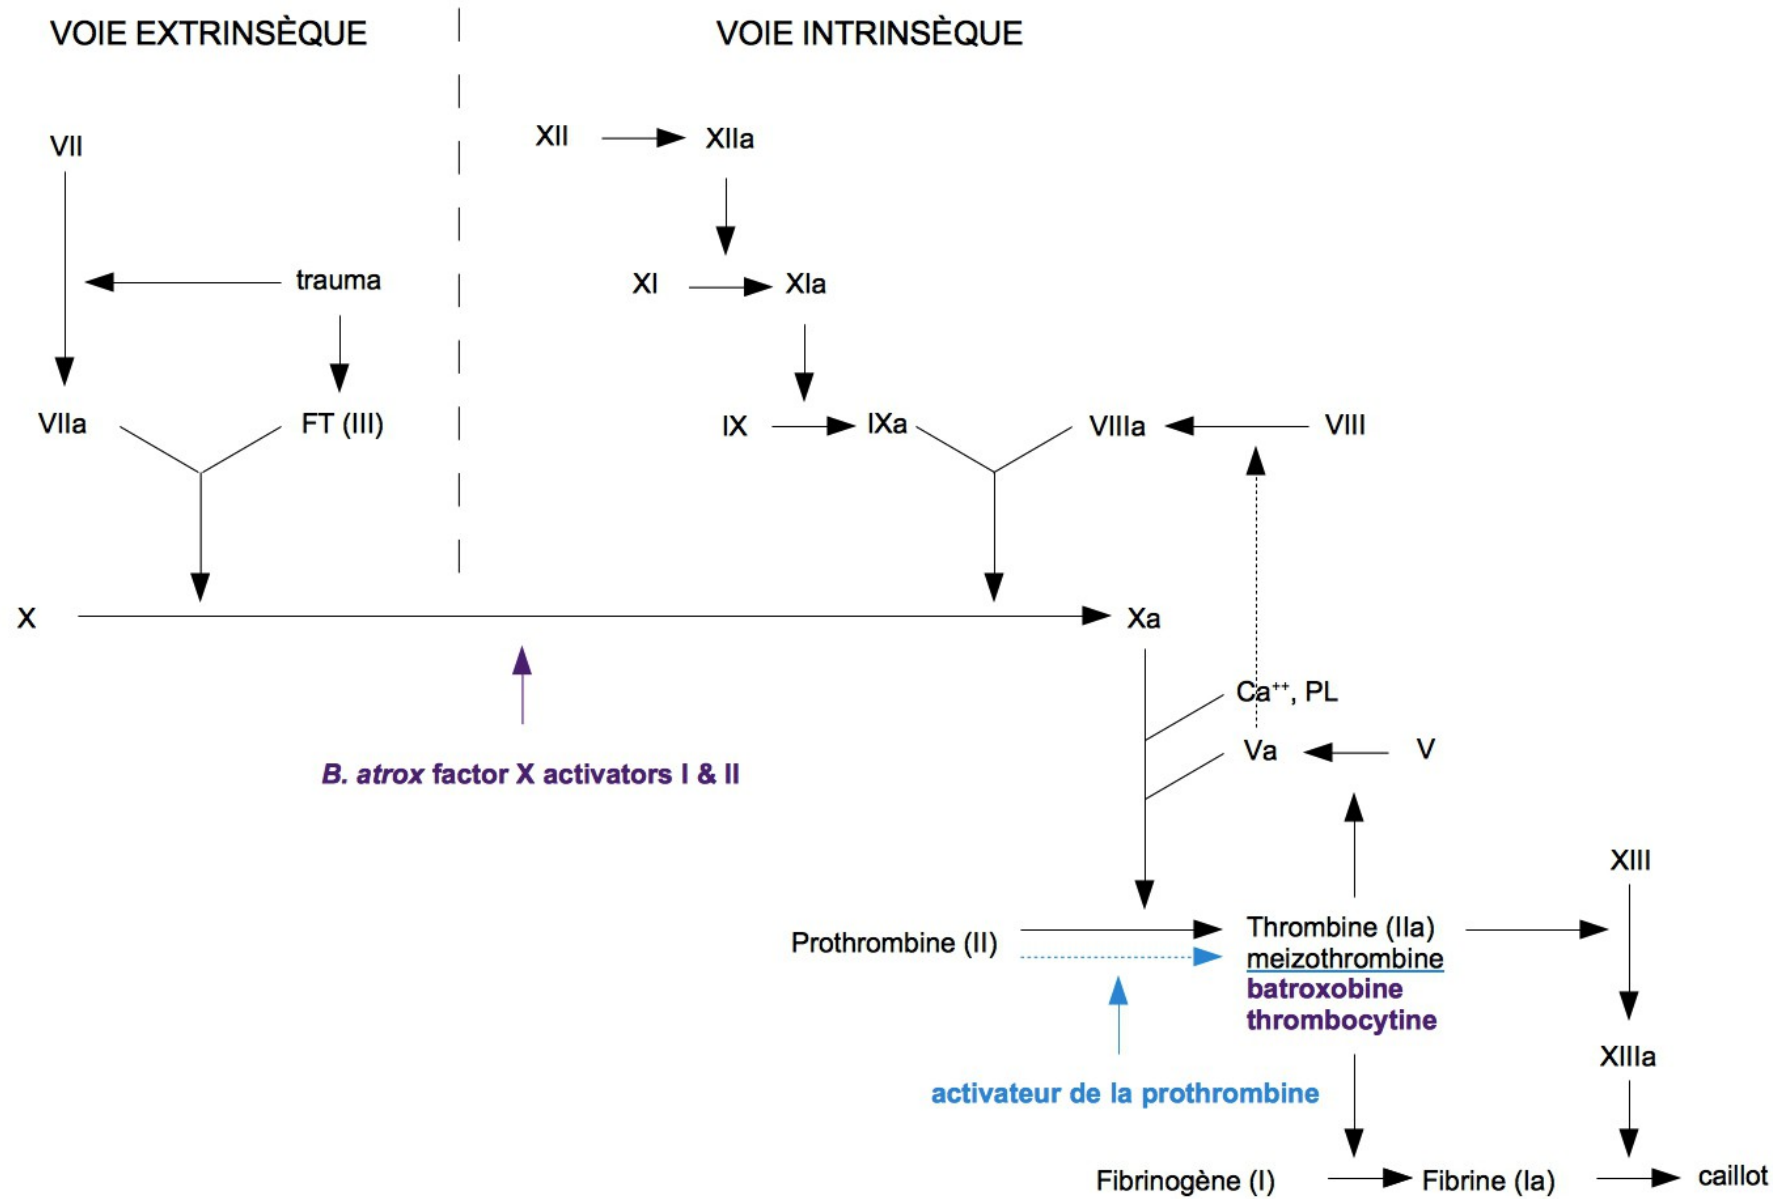 VOIE EXTRINSÈQUE
VOIE INTRINSÈQUE
VII
XII
XIIa
trauma
XI
XIa
VIIa
FT (III)
IX
IXa
VIIIa
VIII
X
Xa
Ca++, PL
Va
V
B. atrox factor X activators I & II
XIII
Prothrombine (II)
Thrombine (IIa)
meizothrombine
batroxobine
thrombocytine
XIIIa
activateur de la prothrombine
Fibrinogène (I)
Fibrine (Ia)
caillot